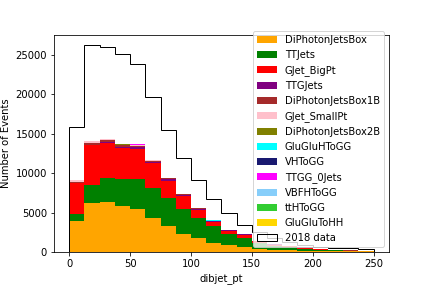 25000
20000
15000
10000
5000
0
Number of Events
0
50
100
150
200
250
dibjet_pt
DiPhotonJetsBox
TTJets
GJet_BigPt
TTGJets
DiPhotonJetsBox1B
GJet_SmallPt
DiPhotonJetsBox2B
GluGluHToGG
VHToGG
TTGG_0Jets
VBFHToGG
ttHToGG
GluGluToHH
2018 data